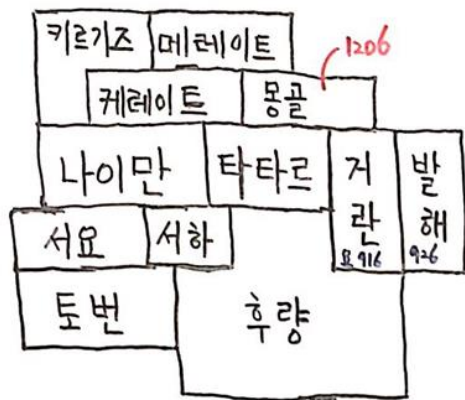 키르기즈 메레이트
1206
케레이트 몽골
나이만 타타르 거란 발해
요 916 926
서요 서하
토번 후량